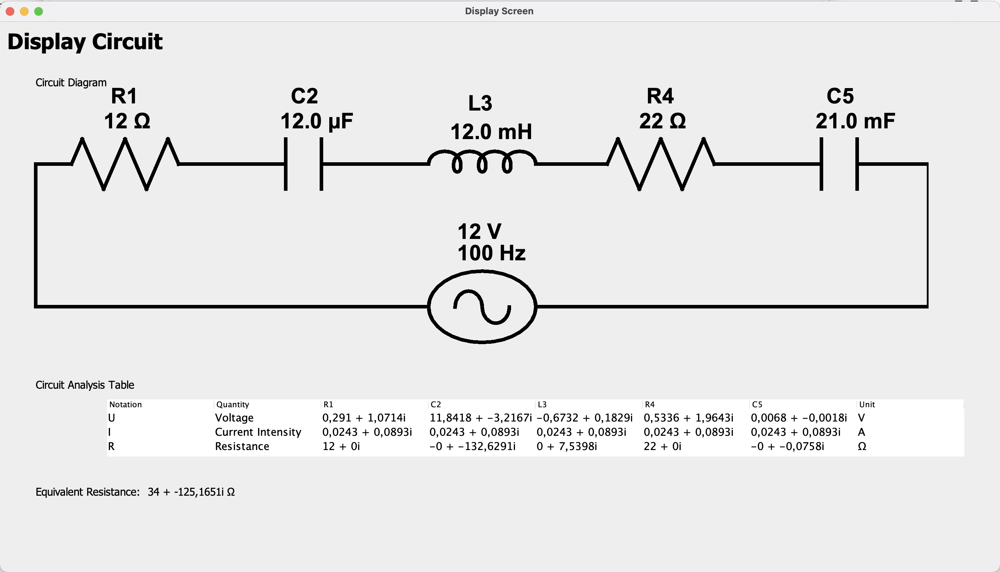 Display Screen
Display Circuit
Circuit Diagram
R1
12 Ω
C2
12.0 μF
L3
12.0 mH
R4
22 Ω
C5
21.0 mF
12 V
100 Hz
Circuit Analysis Table
Notation Quantity R1 C2 L3 R4 C5 Unit
U Voltage 0,291 + 1,0714i 11,8418 + -3,2167i -0,6732 + 0,1829i 0,5336 + 1,9643i 0,0068 + -0,0018i V
I Current Intensity 0,0243 + 0,0893i 0,0243 + 0,0893i 0,0243 + 0,0893i 0,0243 + 0,0893i 0,0243 + 0,0893i A
R Resistance 12 + 0i -0 + -132,6291i 0 + 7,5398i 22 + 0i -0 + -0,0758i Ω
Equivalent Resistance: 34 + -125,1651i Ω